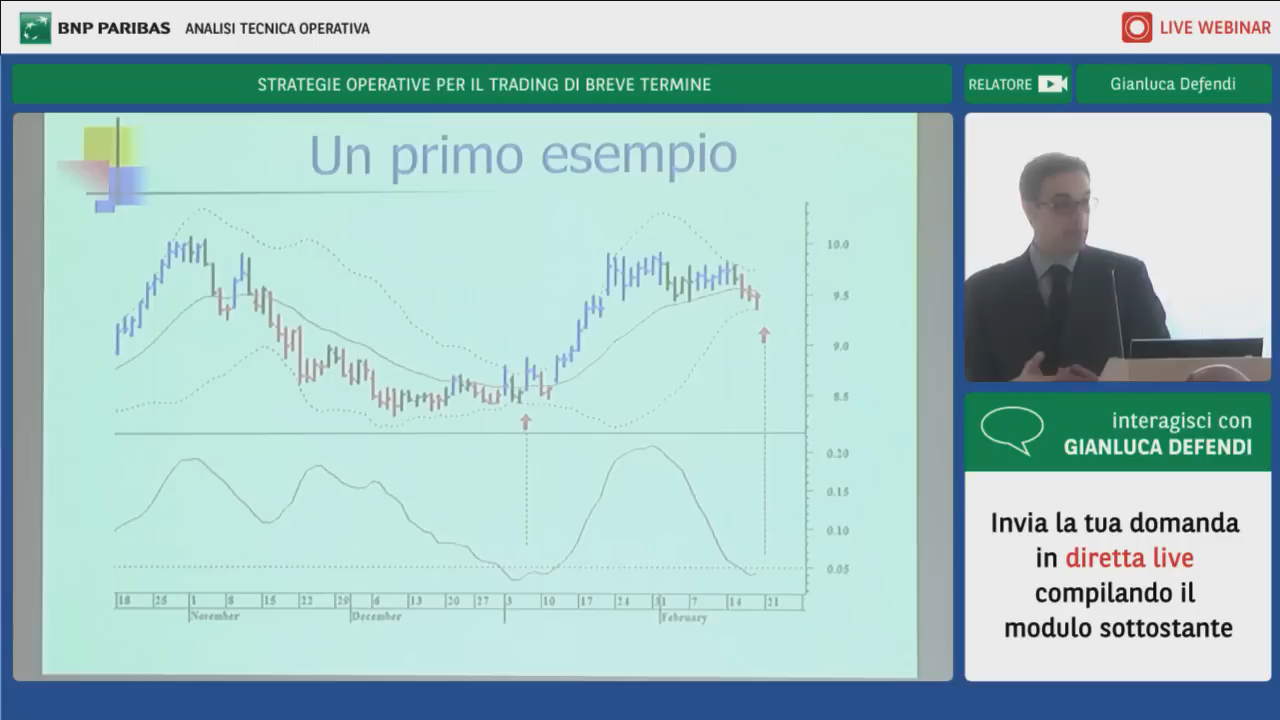 BNP PARIBAS ANALISI TECNICA OPERATIVA
LIVE WEBINAR
STRATEGIE OPERATIVE PER IL TRADING DI BREVE TERMINE
RELATORE
Gianluca Defendi
Un primo esempio
10.0
9.5
9.0
8.5
0.20
0.15
0.10
0.05
18 25 1 8 15 22 29 6 13 20 27 3 10 17 24 31 7 14 21
November December February
interagisci con
GIANLUCA DEFENDI
Invia la tua domanda
in diretta live
compilando il
modulo sottostante